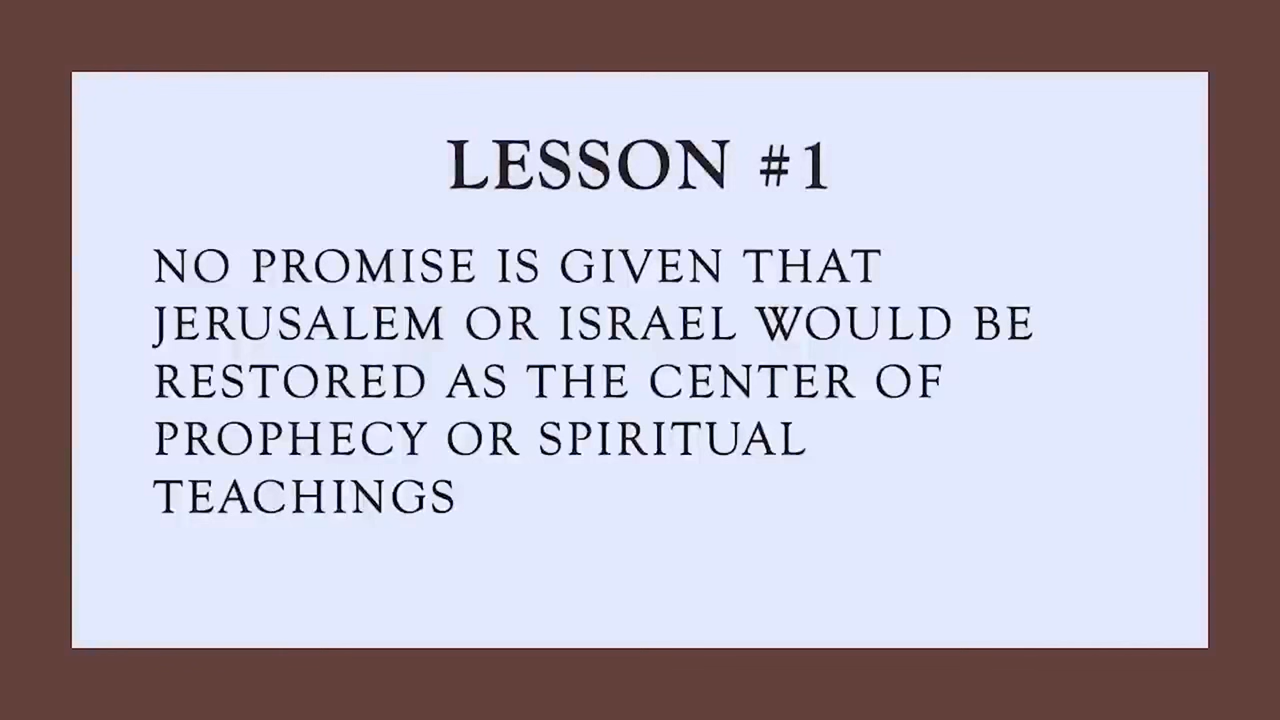 LESSON #1
NO PROMISE IS GIVEN THAT
JERUSALEM OR ISRAEL WOULD BE
RESTORED AS THE CENTER OF
PROPHECY OR SPIRITUAL
TEACHINGS